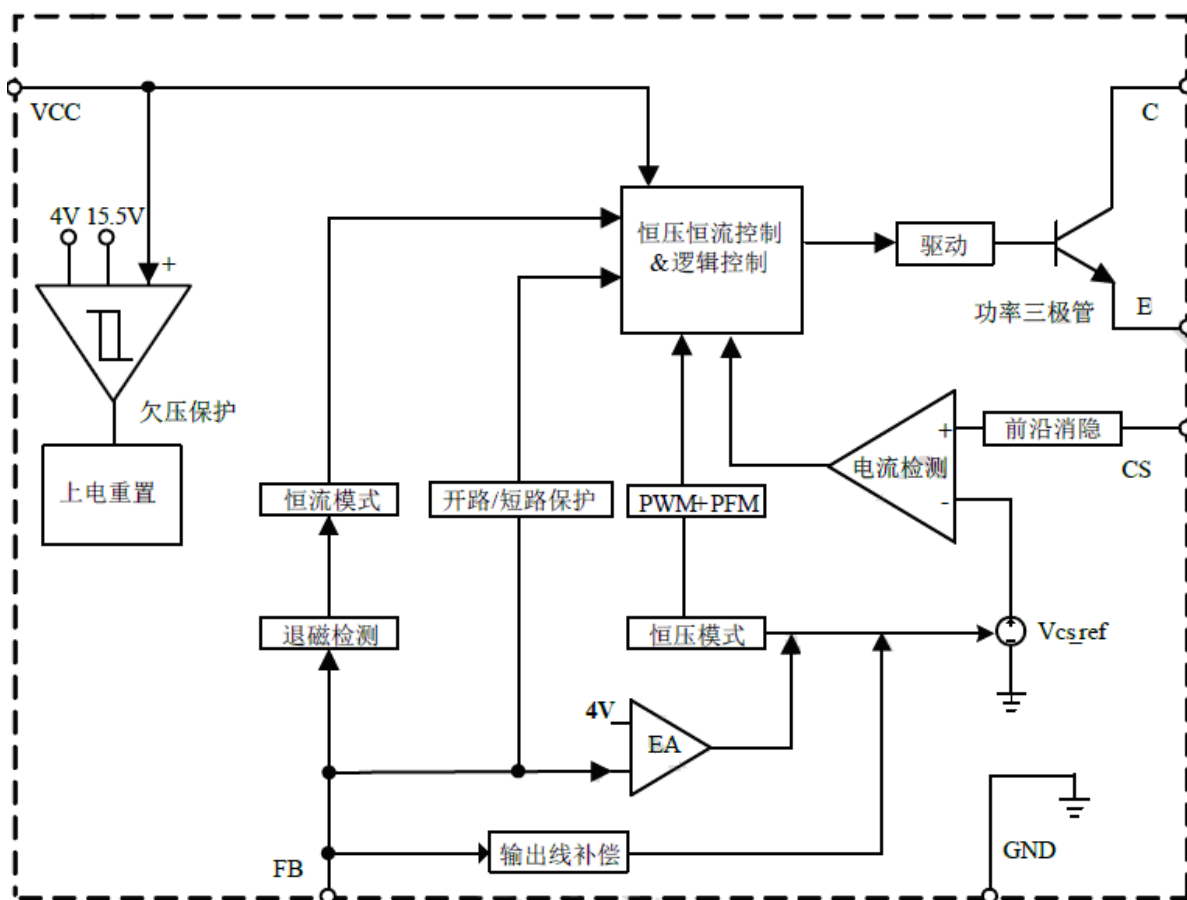 VCC
C
4V 15.5V
+
恒压恒流控制
&逻辑控制
驱动
功率三极管
E
欠压保护
上电重置
恒流模式
开路/短路保护
PWM+PFM
+
电流检测
-
前沿消隐
CS
退磁检测
恒压模式
Vcs_ref
4V
EA
输出线补偿
FB
GND